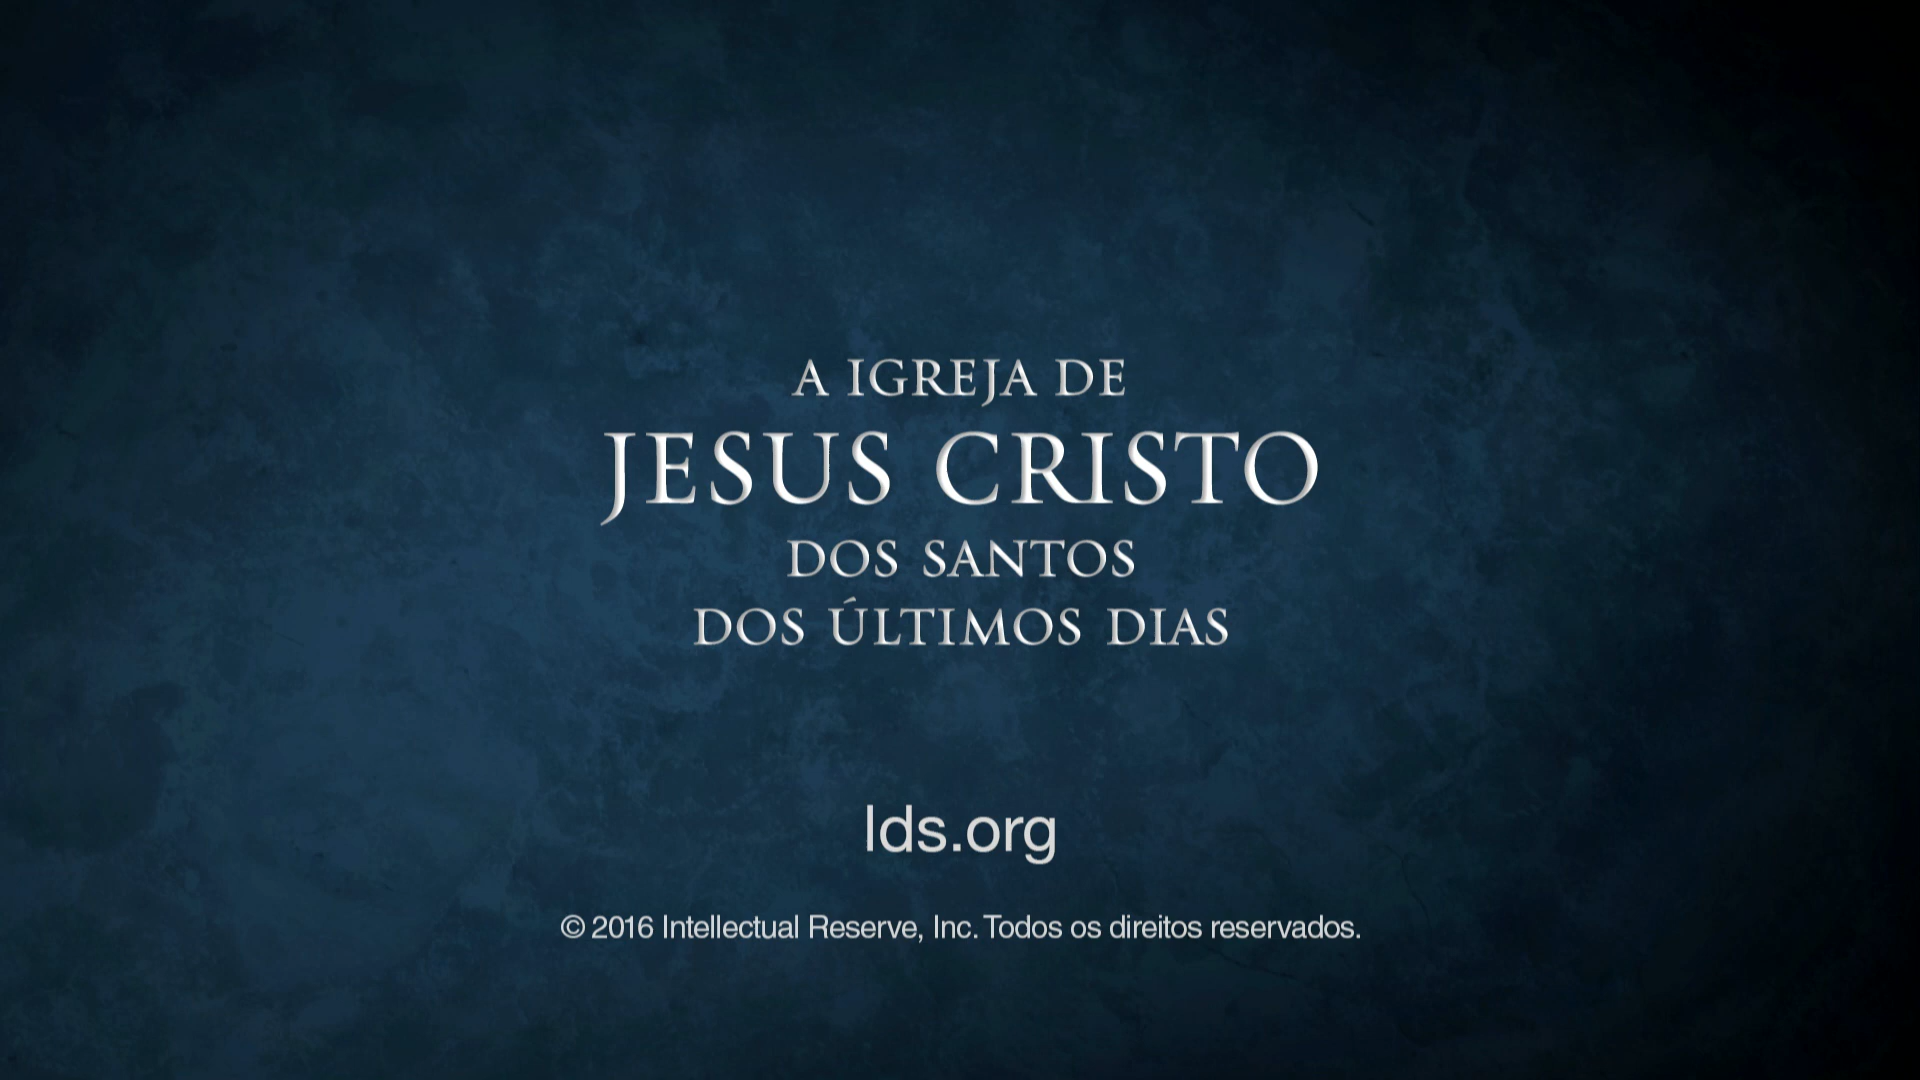 A IGREJA DE
JESUS CRISTO
DOS SANTOS
DOS ÚLTIMOS DIAS
lds.org
© 2016 Intellectual Reserve, Inc. Todos os direitos reservados.